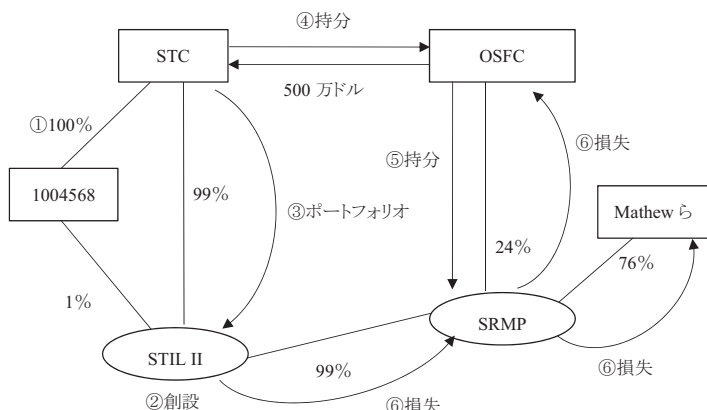 ④持分
STC
OSFC
500 万ドル
①100%
⑥損失
⑤持分
1004568
99%
③ポートフォリオ
Mathew ら
24%
76%
1%
SRMP
STIL II
99%
⑥損失
②創設
⑥損失